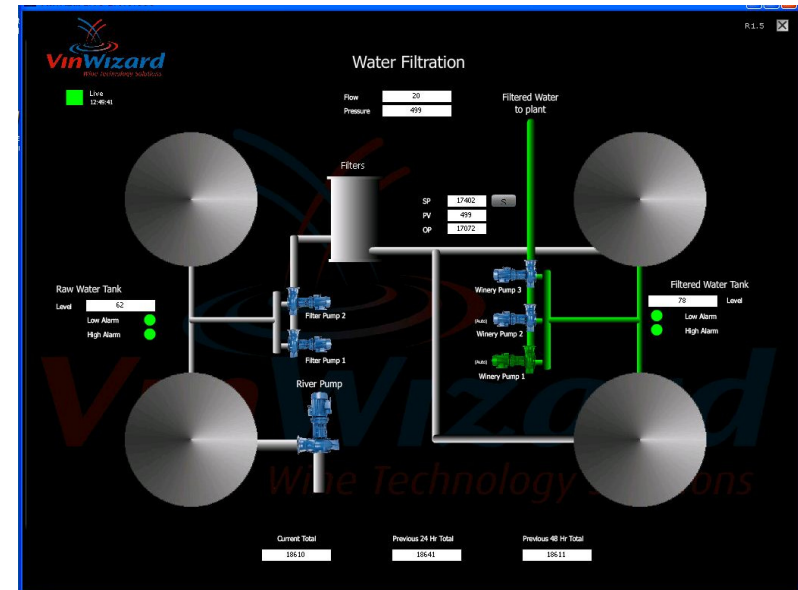 R1.5
VinWizard
Wine Technology Solutions
Water Filtration
Live
12:49:41
Flow 20
Pressure 499
Filtered Water
to plant
Filters
SP 17402 S
PV 499
OP 17072
Raw Water Tank
Level 62
Low Alarm
High Alarm
Filter Pump 2
Filter Pump 1
River Pump
Winery Pump 3
(Auto)
Winery Pump 2
(Auto)
Winery Pump 1
Filtered Water Tank
78 Level
Low Alarm
High Alarm
VinWizard
Wine Technology Solutions
Current Total
Previous 24 Hr Total
Previous 48 Hr Total
18610
18641
18611